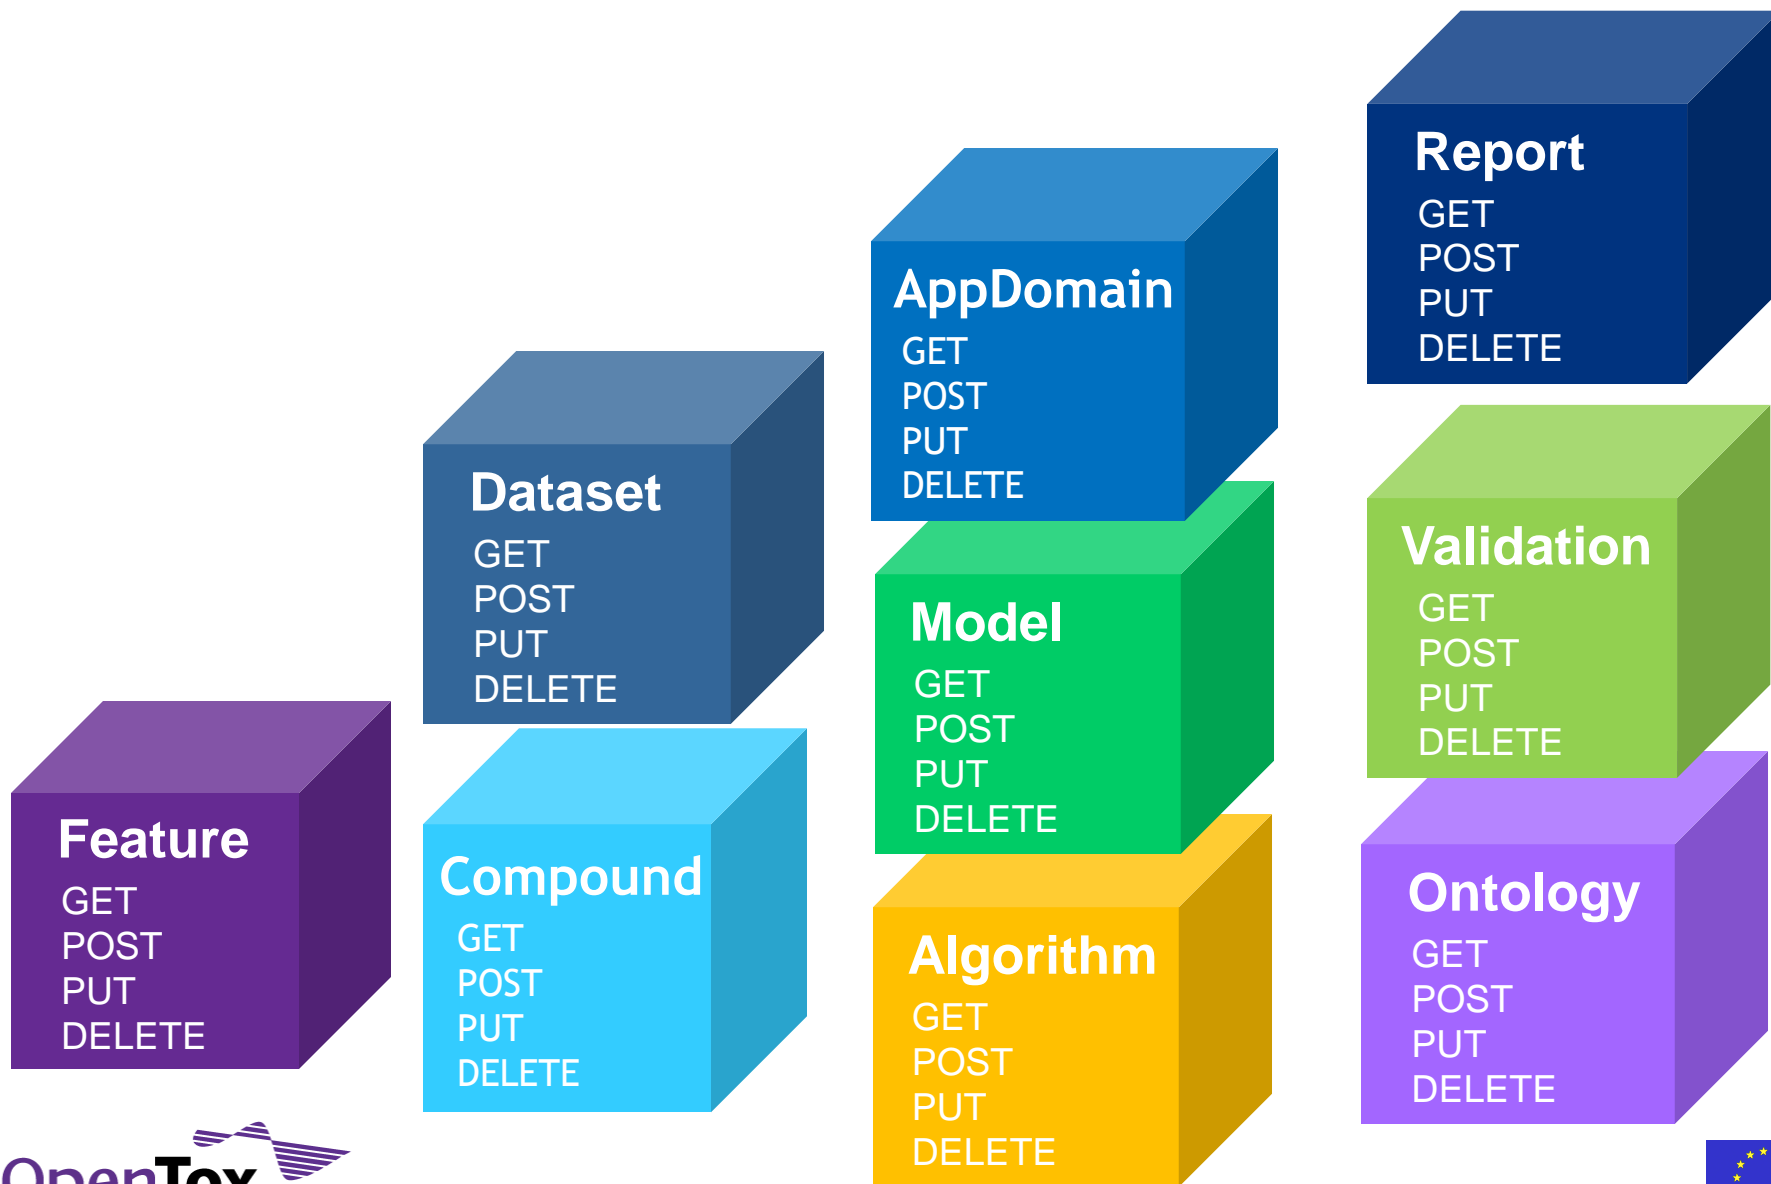 Report
GET
POST
PUT
DELETE
AppDomain
GET
POST
PUT
DELETE
Dataset
GET
POST
PUT
DELETE
Model
GET
POST
PUT
DELETE
Validation
GET
POST
PUT
DELETE
Feature
GET
POST
PUT
DELETE
Compound
GET
POST
PUT
DELETE
Algorithm
GET
POST
PUT
DELETE
Ontology
GET
POST
PUT
DELETE
OpenTox